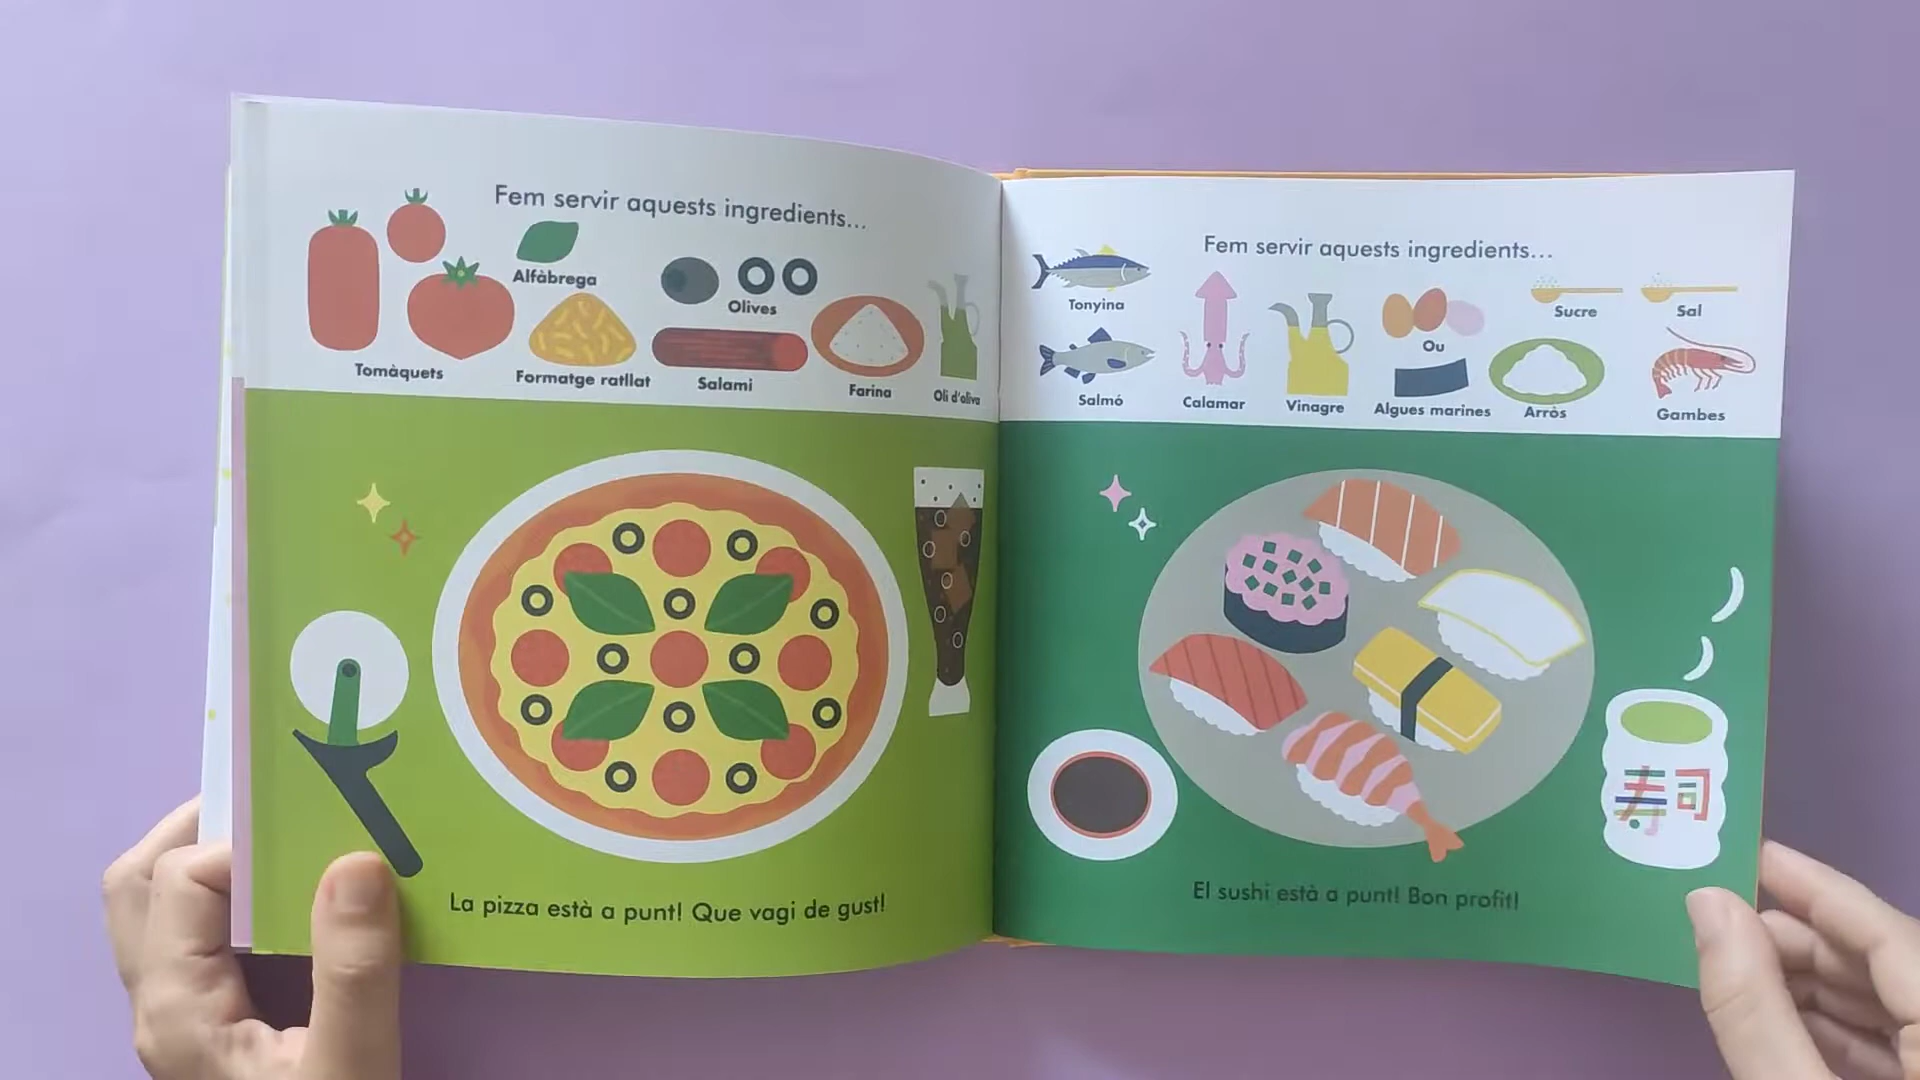 Fem servir aquests ingredients...
Alfàbrega
Olives
Tomàquets
Formatge ratllat
Salami
Farina
Oli d'oliva
La pizza està a punt! Que vagi de gust!
Fem servir aquests ingredients...
Tonyina
Sucre
Sal
Ou
Salmó
Calamar
Vinagre
Algues marines
Arròs
Gambes
寿司
El sushi està a punt! Bon profit!